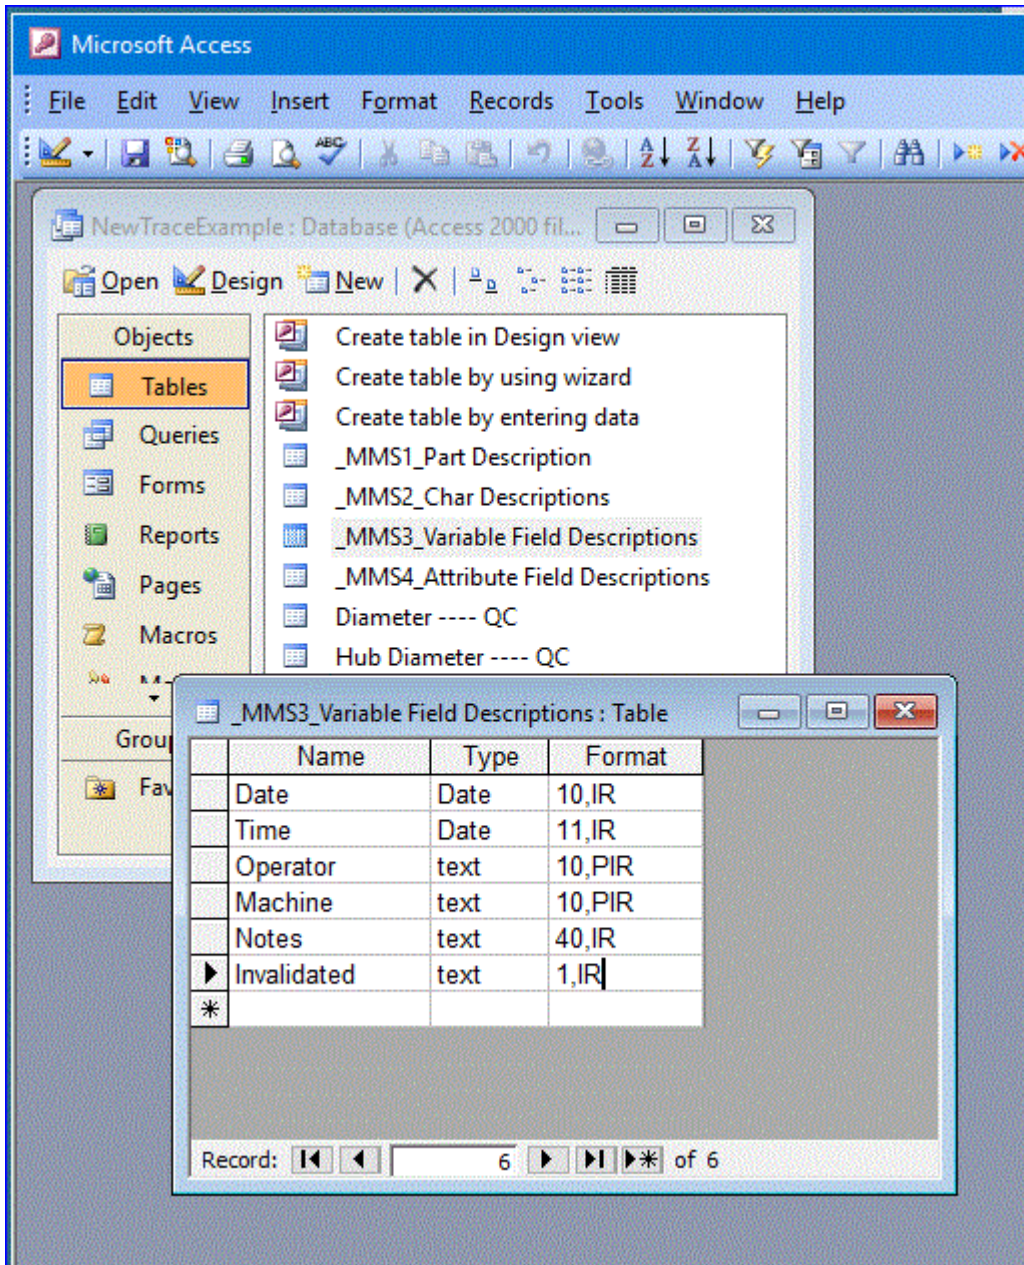 Microsoft Access
File Edit View Insert Format Records Tools Window Help
ABC A Z Z A
NewTraceExample : Database (Access 2000 fil...
Open Design New
Objects
Tables
Queries
Forms
Reports
Pages
Macros
Favo
Create table in Design view
Create table by using wizard
Create table by entering data
_MMS1_Part Description
_MMS2_Char Descriptions
_MMS3_Variable Field Descriptions
_MMS4_Attribute Field Descriptions
Diameter ---- QC
Hub Diameter ---- QC
_MMS3_Variable Field Descriptions : Table
Name Type Format
Date Date 10,IR
Time Date 11,IR
Operator text 10,PIR
Machine text 10,PIR
Notes text 40,IR
Invalidated text 1,IR
Record: 6 of 6